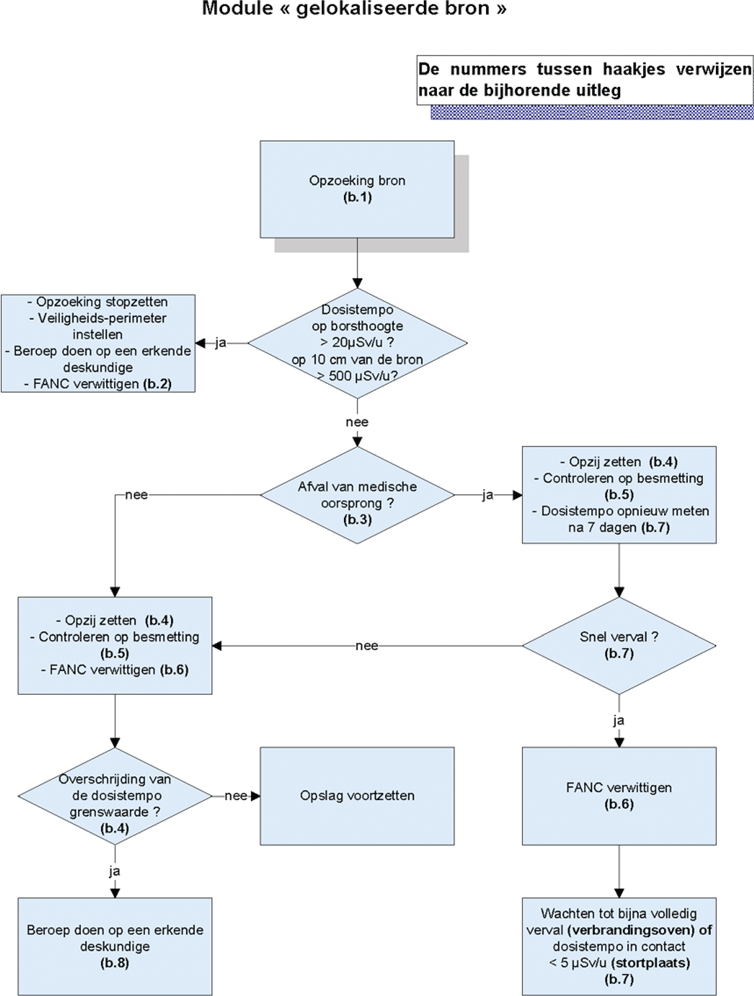 Module « gelokaliseerde bron »
De nummers tussen haakjes verwijzen
naar de bijhorende uitleg
Opzoeking bron
(b.1)
Dosistempo
op borsthoogte
> 20µSv/u ?
op 10 cm van de bron
> 500 µSv/u?
ja
- Opzoeking stopzetten
- Veiligheids-perimeter
instellen
- Beroep doen op een erkende
deskundige
- FANC verwittigen (b.2)
nee
Afval van medische
oorsprong ?
(b.3)
nee
ja
- Opzij zetten (b.4)
- Controleren op besmetting
(b.5)
- Dosistempo opnieuw meten
na 7 dagen (b.7)
- Opzij zetten (b.4)
- Controleren op besmetting
(b.5)
- FANC verwittigen (b.6)
nee
Snel verval ?
(b.7)
ja
Overschrijding van
de dosistempo
grenswaarde ?
(b.4)
nee
Opslag voortzetten
FANC verwittigen
(b.6)
ja
Beroep doen op een erkende
deskundige
(b.8)
Wachten tot bijna volledig
verval (verbrandingsoven) of
dosistempo in contact
< 5 µSv/u (stortplaats)
(b.7)